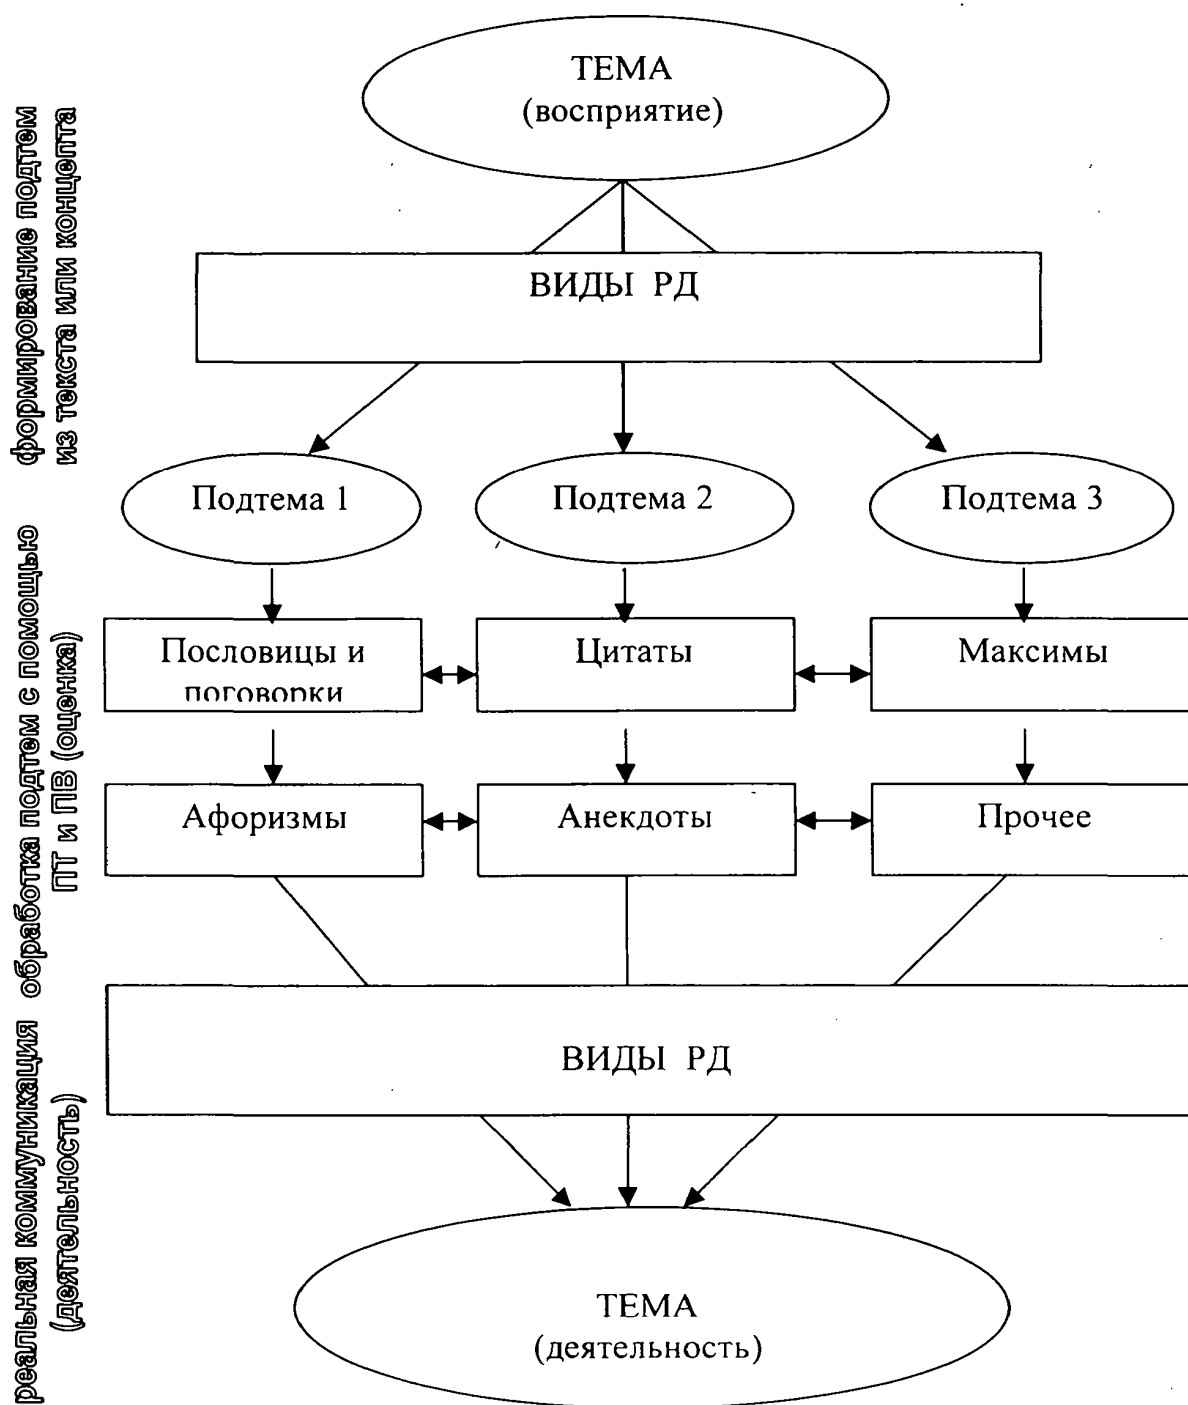 ТЕМА
(восприятие)
формирование подтем
из текста или концепта
ВИДЫ РД
Подтема 1
Подтема 2
Подтема 3
обработка подтем с помощью
ПТ и ПВ (оценка)
Пословицы и
поговорки
Цитаты
Максимы
Афоризмы
Анекдоты
Прочее
реальная коммуникация
(деятельность)
ВИДЫ РД
ТЕМА
(деятельность)